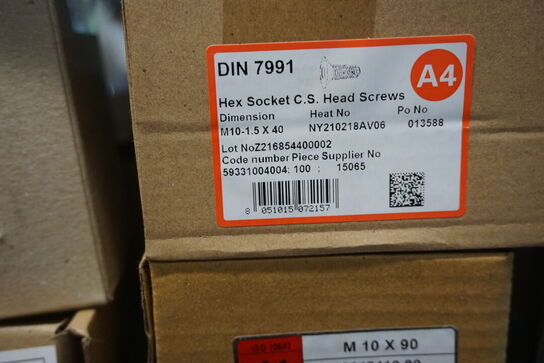 DIN 7991
A4
Hex Socket C.S. Head Screws
Dimension Heat No Po No
M10-1.5 X 40 NY210218AV06 013588
Lot NoZ216854400002
Code number Piece Supplier No
59331004004: 100 : 15065
8 051015 072157
M 10 X 90